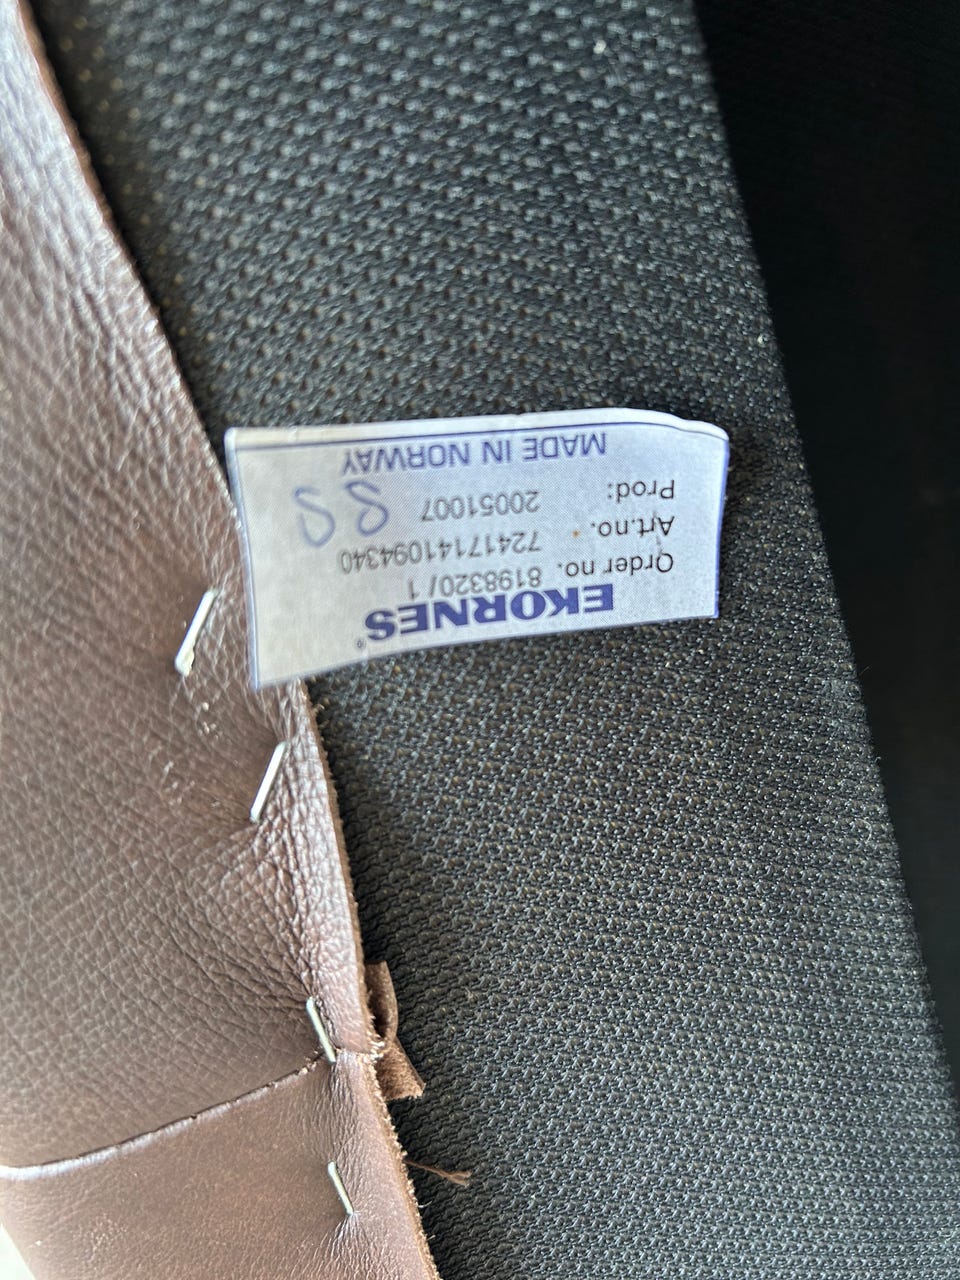 EKORNES®
Order no. 8198320/1
Art.no. 72417141094340
Prod: 20051007
MADE IN NORWAY